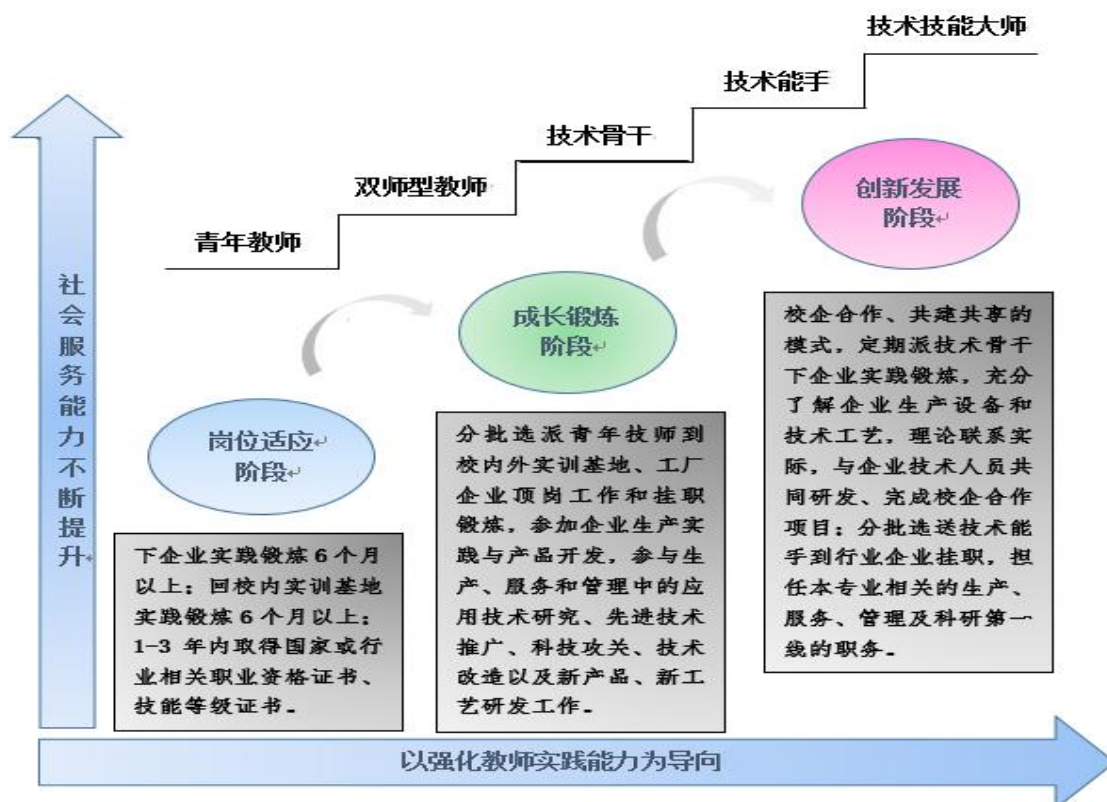 技术技能大师
技术能手
技术骨干
双师型教师
青年教师
社会服务能力不断提升
创新发展
阶段
成长锻炼
阶段
岗位适应
阶段
校企合作、共建共享的
模式，定期派技术骨干
下企业实践锻炼，充分
了解企业生产设备和
技术工艺，理论联系实
际，与企业技术人员共
同研发、完成校企合作
项目；分批选送技术能
手到行业企业挂职，担
任本专业相关的生产、
服务、管理及科研第一
线的职务。
分批选派青年技师到
校内外实训基地、工厂
企业顶岗工作和挂职
锻炼，参加企业生产实
践与产品开发，参与生
产、服务和管理中的应
用技术研究、先进技术
推广、科技攻关、技术
改造以及新产品、新工
艺研发工作。
下企业实践锻炼6个月
以上；回校内实训基地
实践锻炼6个月以上；
1-3 年内取得国家或行
业相关职业资格证书、
技能等级证书。
以强化教师实践能力为导向